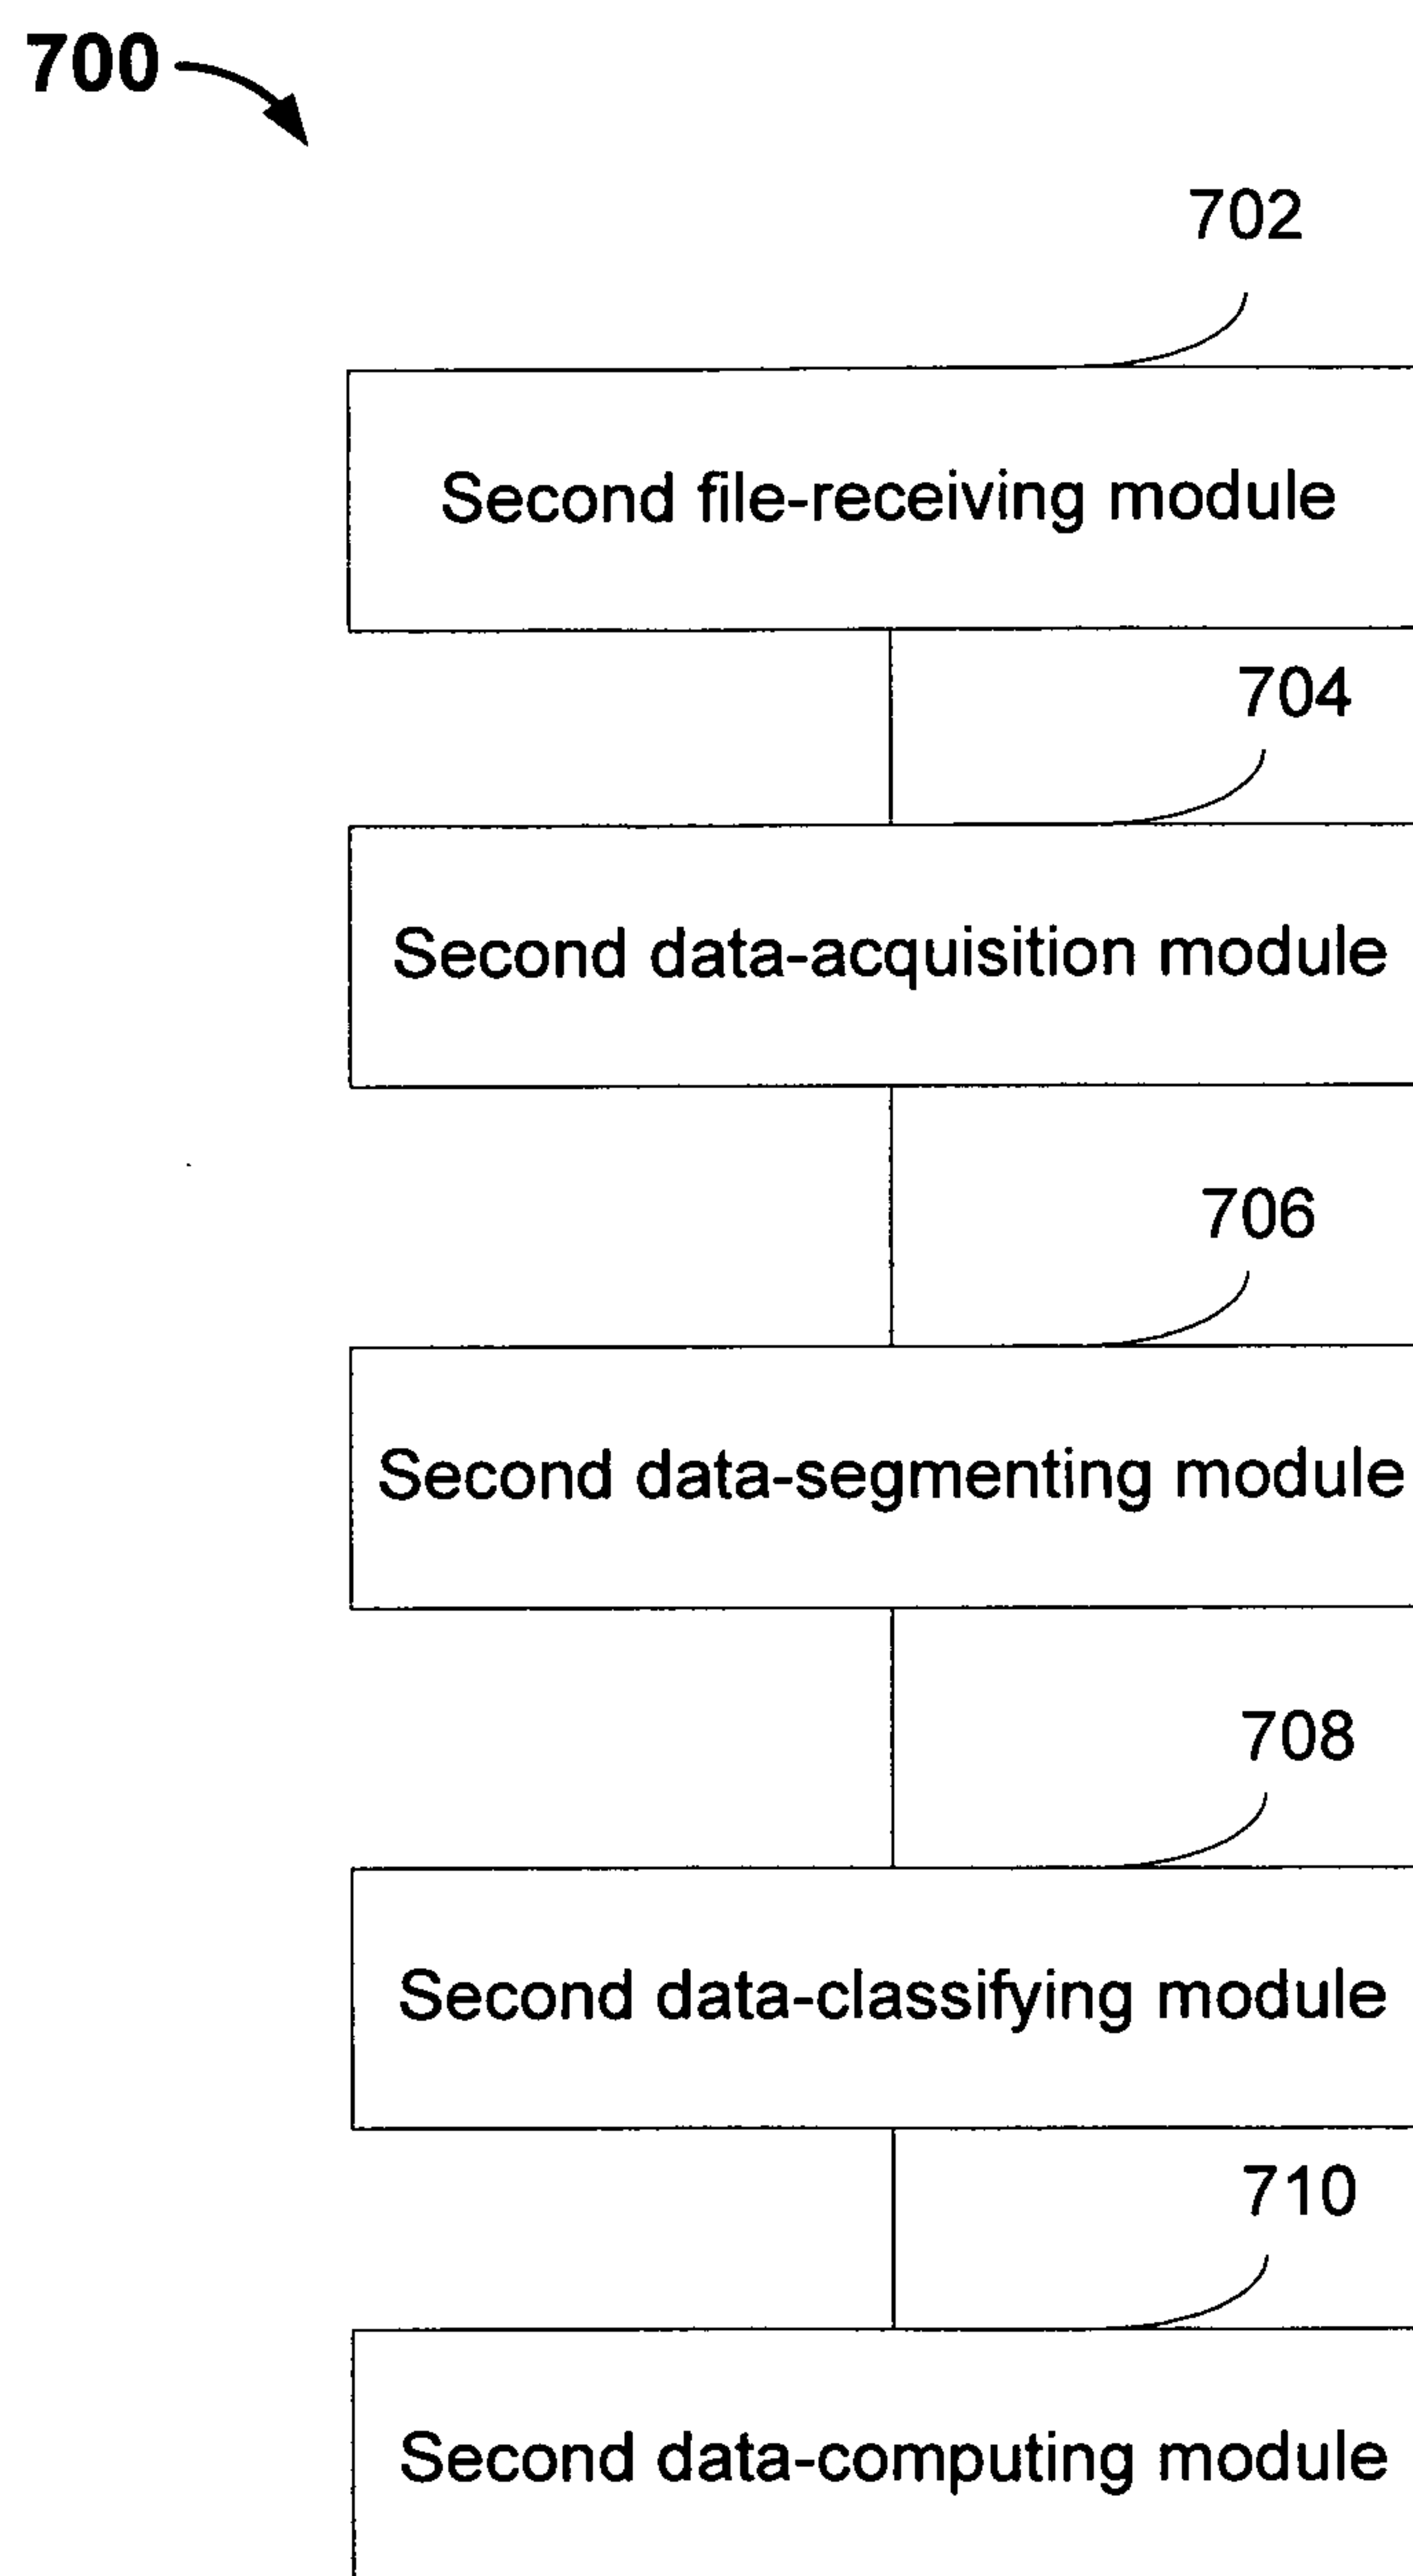 700
702
Second file-receiving module
704
Second data-acquisition module
706
Second data-segmenting module
708
Second data-classifying module
710
Second data-computing module